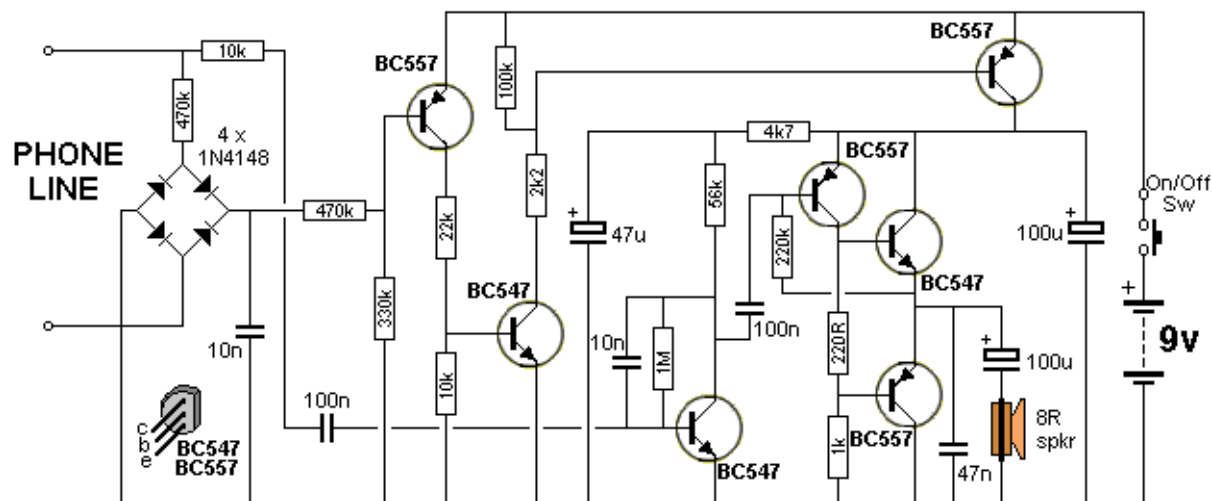 10k
470k
4 x
1N4148
PHONE
LINE
470k
10n
c
b
e
BC547
BC557
100n
BC557
22k
330k
10k
100k
2k2
BC547
+
47u
4k7
56k
10n
1M
100n
BC547
BC557
220k
220R
1k
BC547
BC557
47n
BC557
+
100u
+
100u
8R
spkr
On/Off
Sw
+
9v